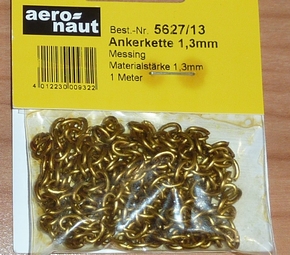 aero-
naut
Best.-Nr. 5627/13
Ankerkette 1,3mm
Messing
Materialstärke 1,3mm
1 Meter
4 012230 009322